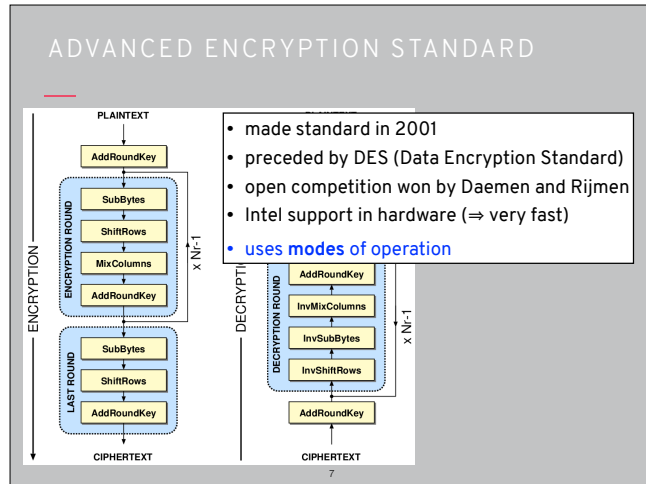 ADVANCED ENCRYPTION STANDARD
PLAINTEXT
AddRoundKey
ENCRYPTION
ENCRYPTION ROUND
SubBytes
ShiftRows
MixColumns
AddRoundKey
x Nr-1
LAST ROUND
SubBytes
ShiftRows
AddRoundKey
CIPHERTEXT
• made standard in 2001
• preceded by DES (Data Encryption Standard)
• open competition won by Daemen and Rijmen
• Intel support in hardware (⇒ very fast)
• uses modes of operation
DECRYPTION
DECRYPTION ROUND
AddRoundKey
InvMixColumns
InvSubBytes
InvShiftRows
x Nr-1
AddRoundKey
CIPHERTEXT
7